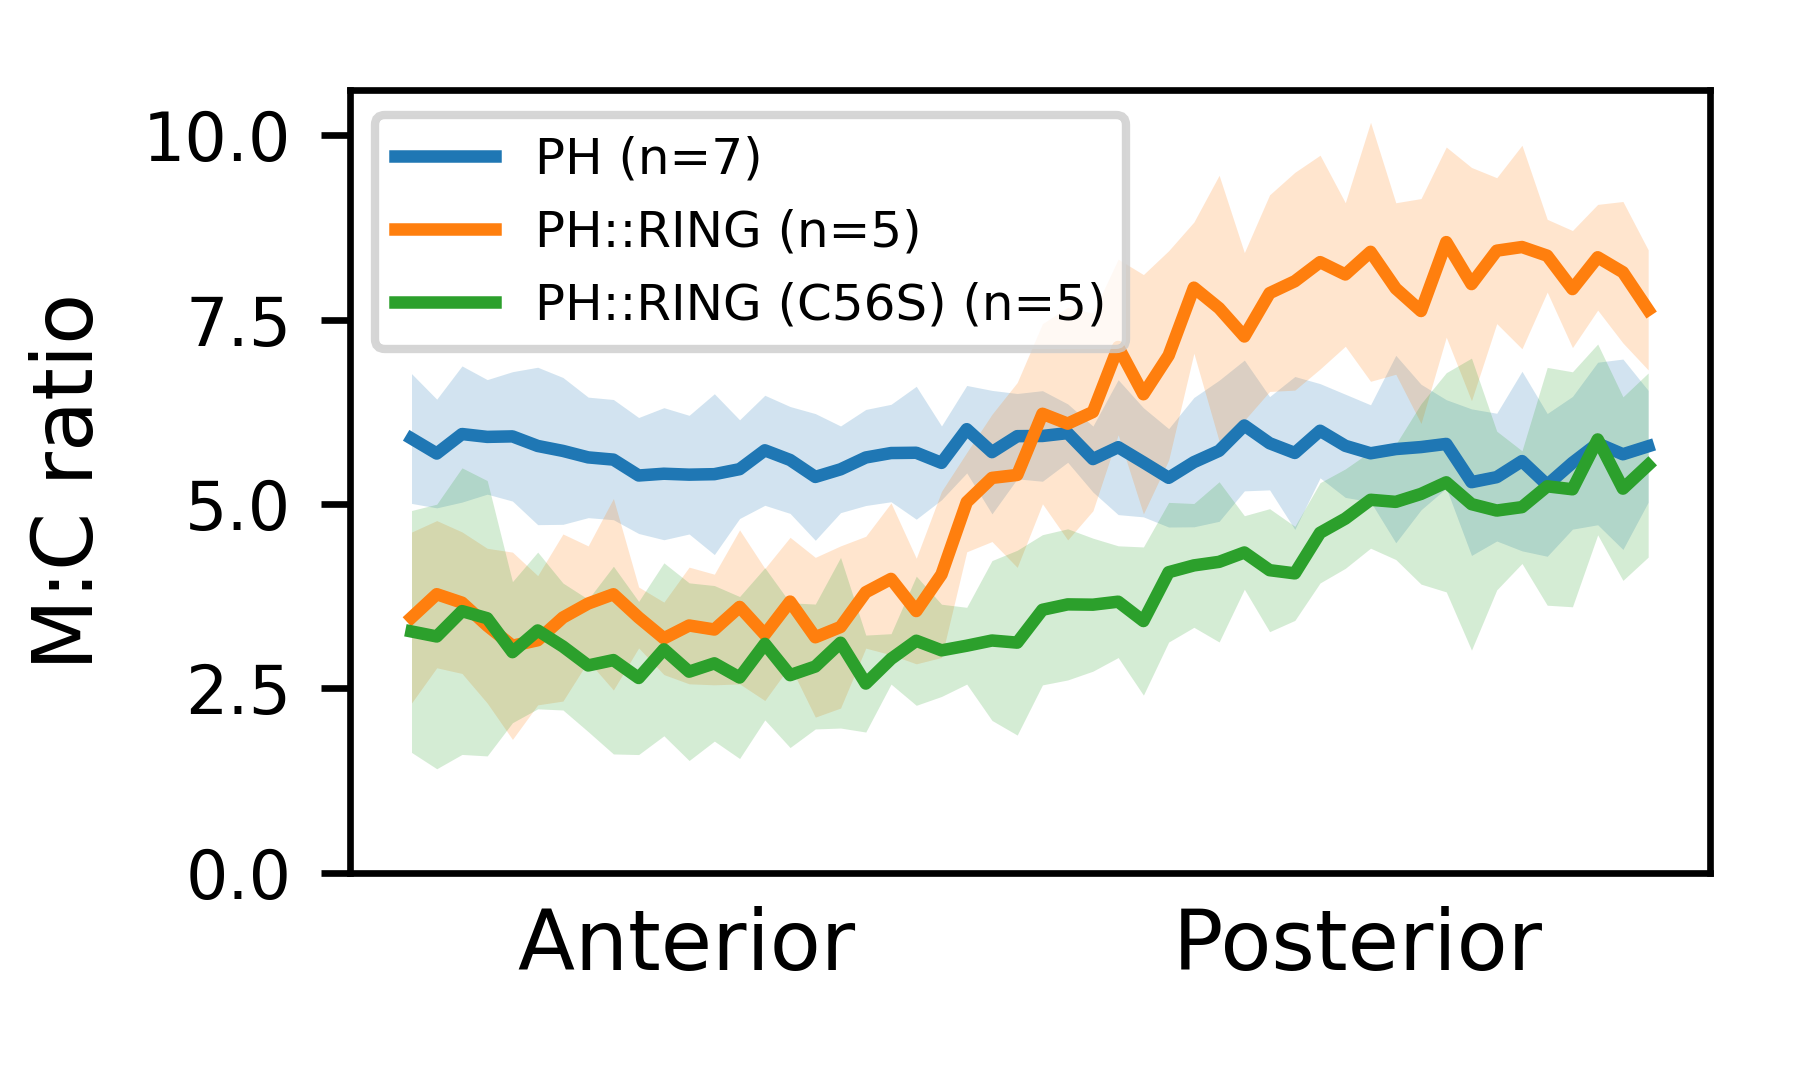 10.0
7.5
5.0
2.5
0.0
M:C ratio
PH (n=7)
PH::RING (n=5)
PH::RING (C56S) (n=5)
Anterior
Posterior